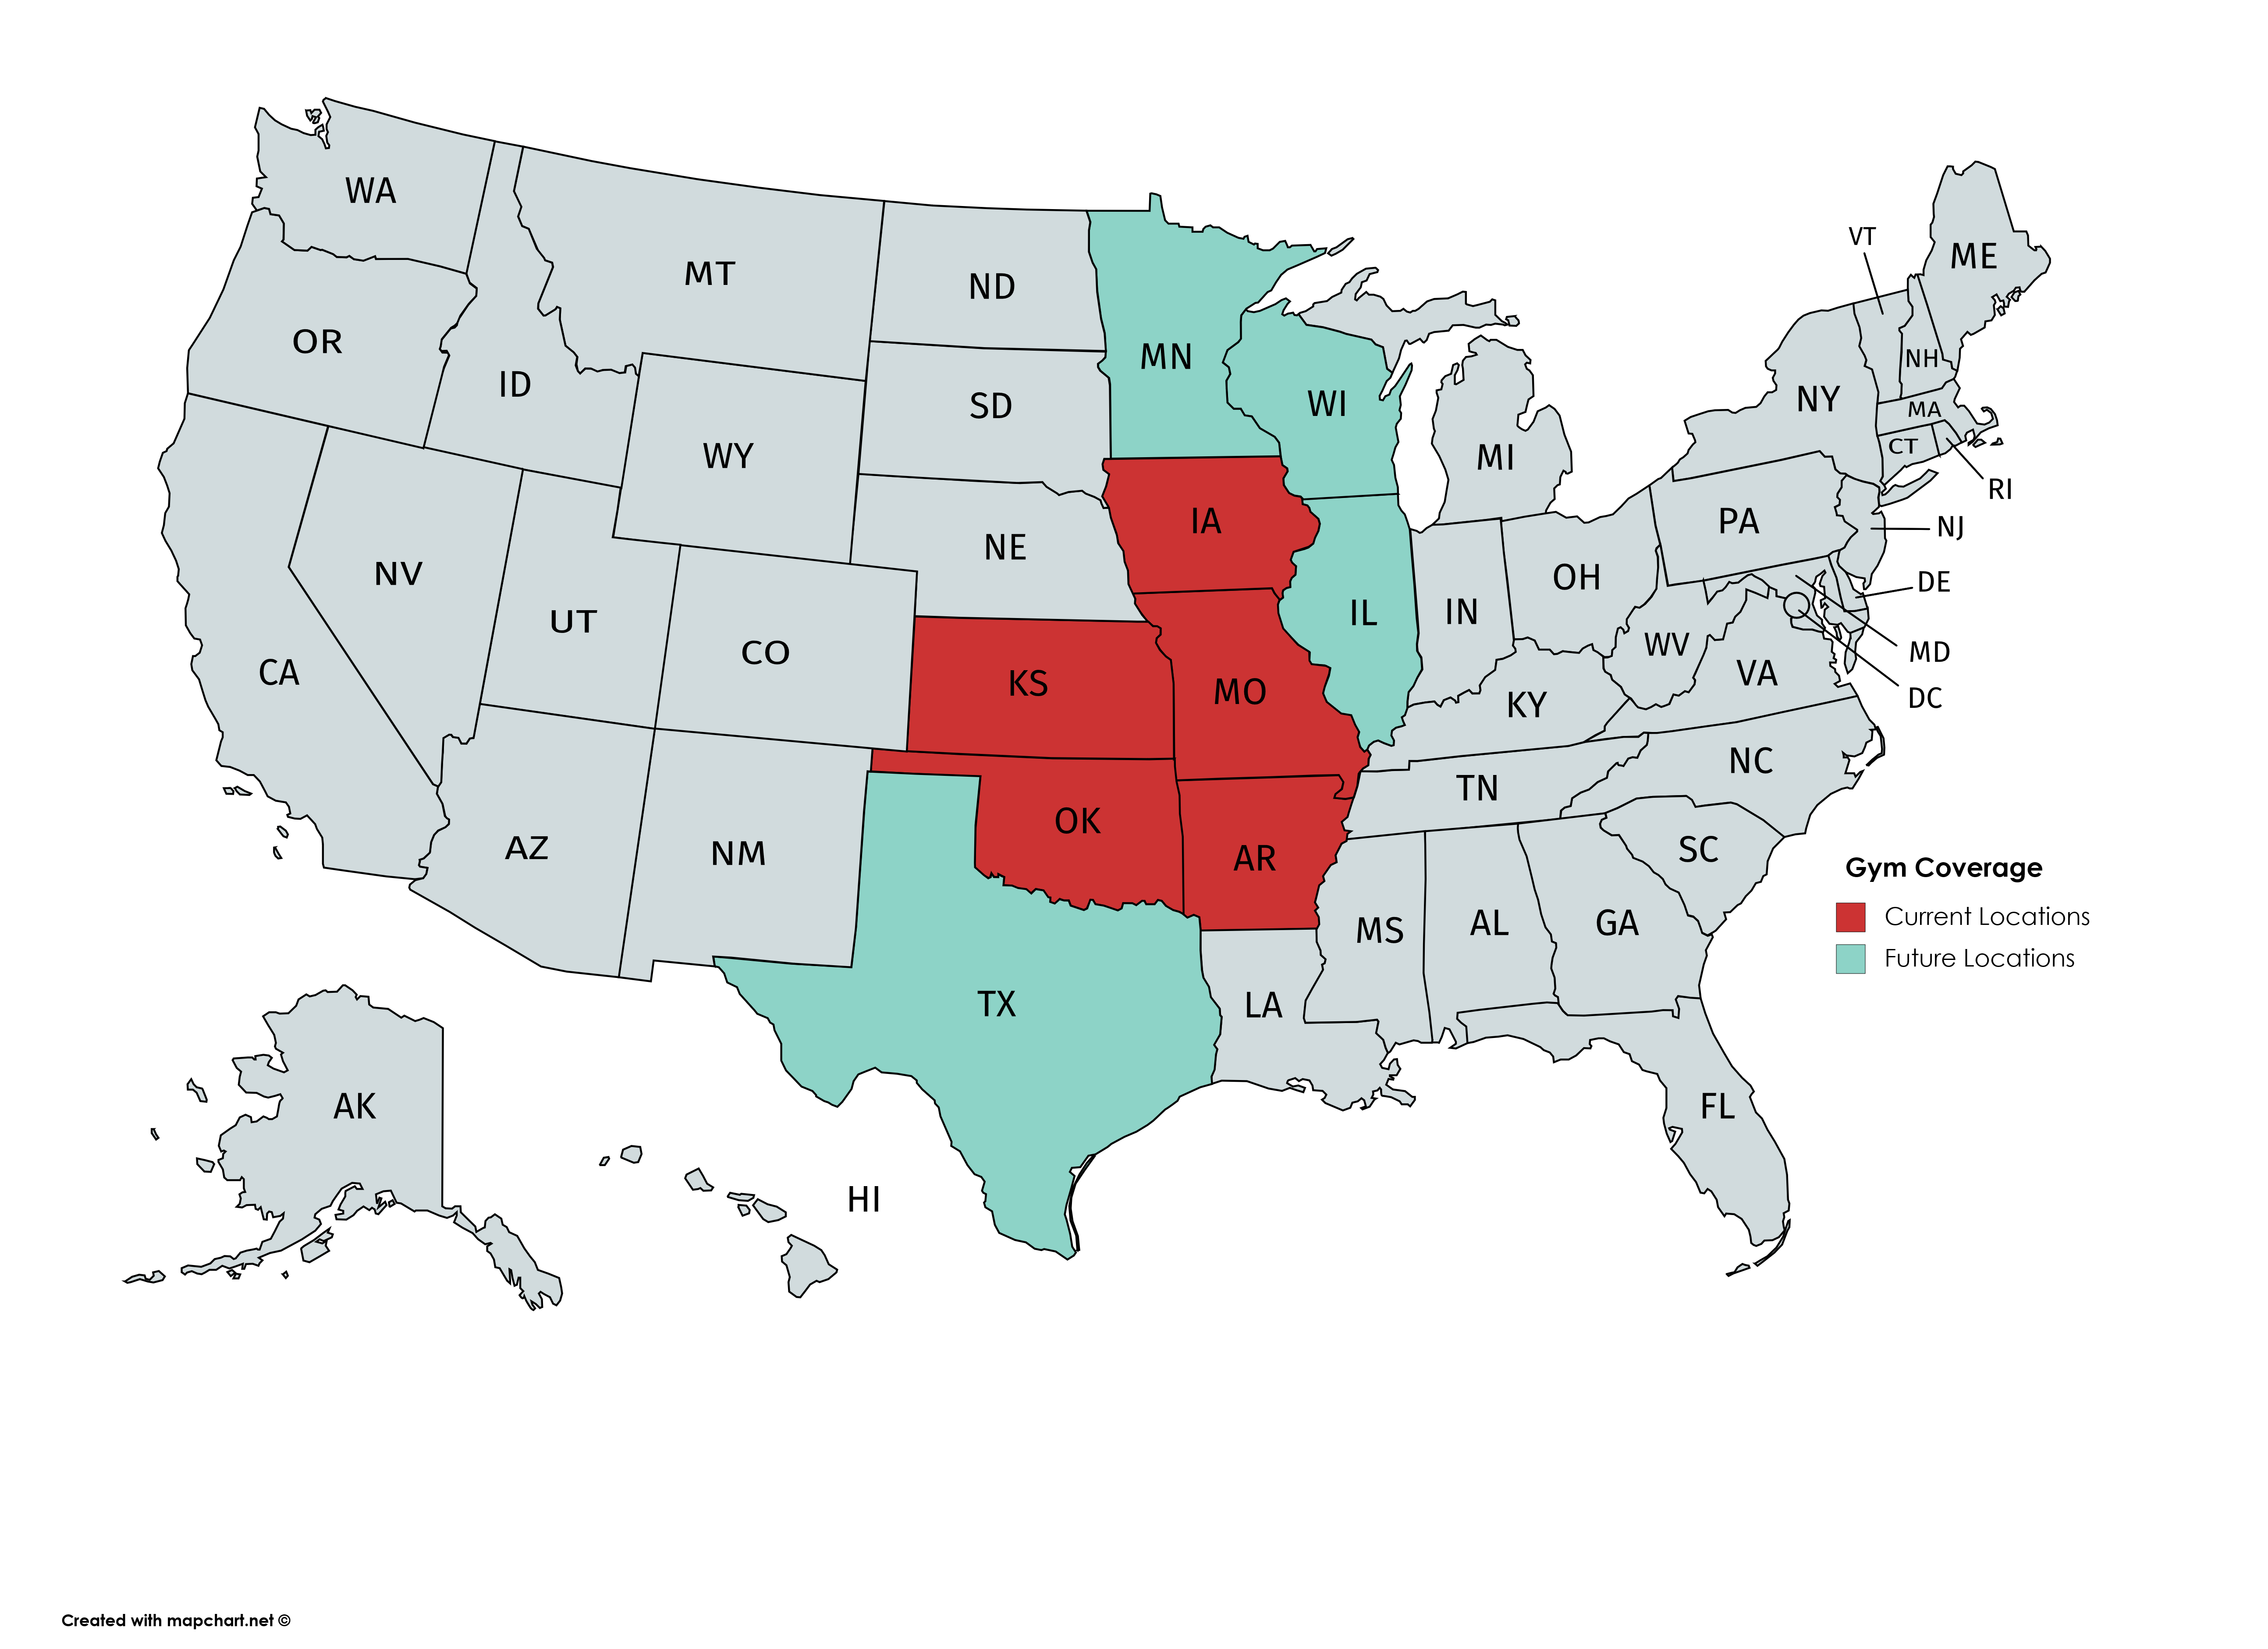 WA
MT
ND
MN
VT
ME
OR
ID
SD
WI
NH
NY
MA
WY
MI
CT
RI
IA
PA
NJ
NE
NV
OH
DE
UT
IL
IN
CO
WV
MD
CA
KS
MO
KY
VA
DC
NC
TN
OK
AZ
NM
AR
SC
Gym Coverage
Current Locations
MS
AL
GA
Future Locations
TX
LA
AK
FL
HI
Created with mapchart.net ©